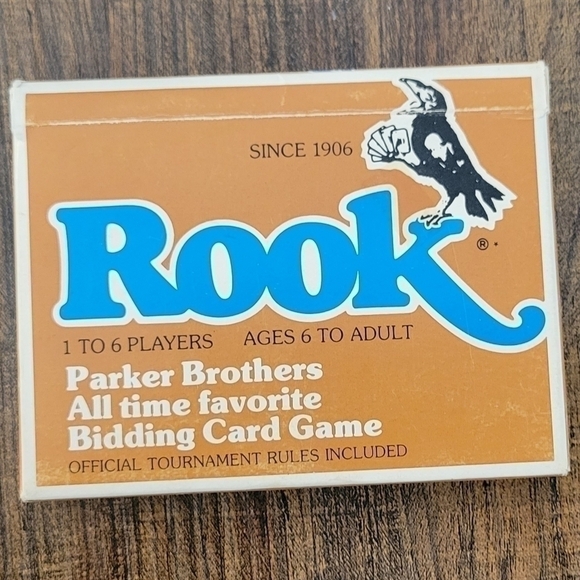 SINCE 1906
Rook®
1 TO 6 PLAYERS AGES 6 TO ADULT
Parker Brothers
All time favorite
Bidding Card Game
OFFICIAL TOURNAMENT RULES INCLUDED